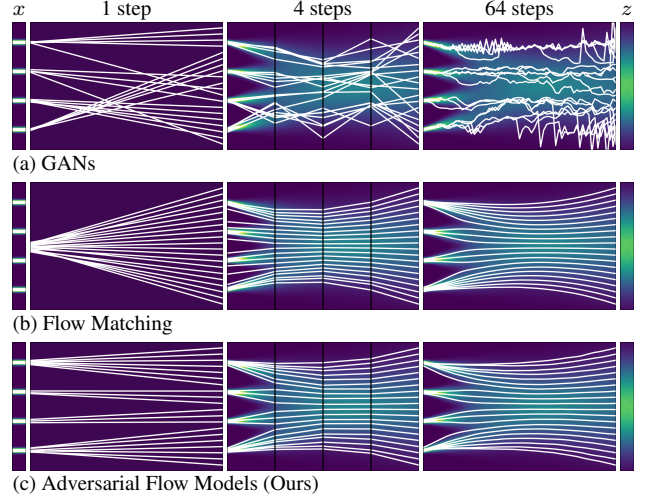 x 1 step 4 steps 64 steps z
(a) GANs
(b) Flow Matching
(c) Adversarial Flow Models (Ours)